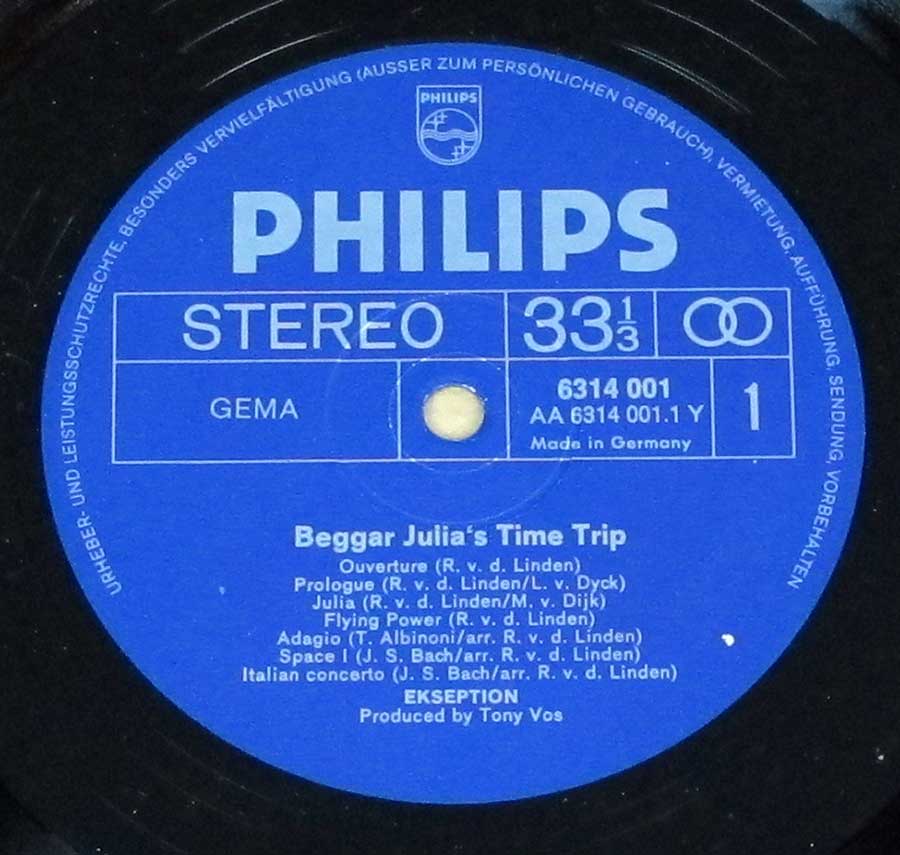 URHEBER- UND LEISTUNGSSCHUTZRECHTE, BESONDERS VERVIELFÄLTIGUNG (AUSSER ZUM PERSÖNLICHEN GEBRAUCH), VERMIETUNG, AUFFÜHRUNG, SENDUNG, VORBEHALTEN
PHILIPS
PHILIPS
STEREO 33 1/3
GEMA
6314 001
AA 6314 001.1 Y
Made in Germany
1
Beggar Julia's Time Trip
Ouverture (R. v. d. Linden)
Prologue (R. v. d. Linden/L. v. Dyck)
Julia (R. v. d. Linden/M. v. Dijk)
Flying Power (R. v. d. Linden)
Adagio (T. Albinoni/arr. R. v. d. Linden)
Space I (J. S. Bach/arr. R. v. d. Linden)
Italian concerto (J. S. Bach/arr. R. v. d. Linden)
EKSEPTION
Produced by Tony Vos